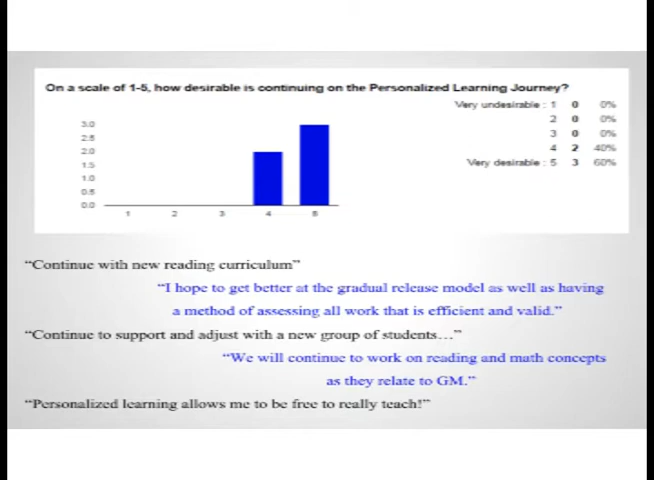 On a scale of 1-5, how desirable is continuing on the Personalized Learning Journey?
Very undesirable : 1 0 0%
2 0 0%
3 0 0%
4 2 40%
Very desirable : 5 3 60%
3.0
2.5
2.0
1.5
1.0
0.5
0.0
1 2 3 4 5
“Continue with new reading curriculum”
“I hope to get better at the gradual release model as well as having
a method of assessing all work that is efficient and valid.”
“Continue to support and adjust with a new group of students…”
“We will continue to work on reading and math concepts
as they relate to GM.”
“Personalized learning allows me to be free to really teach!”